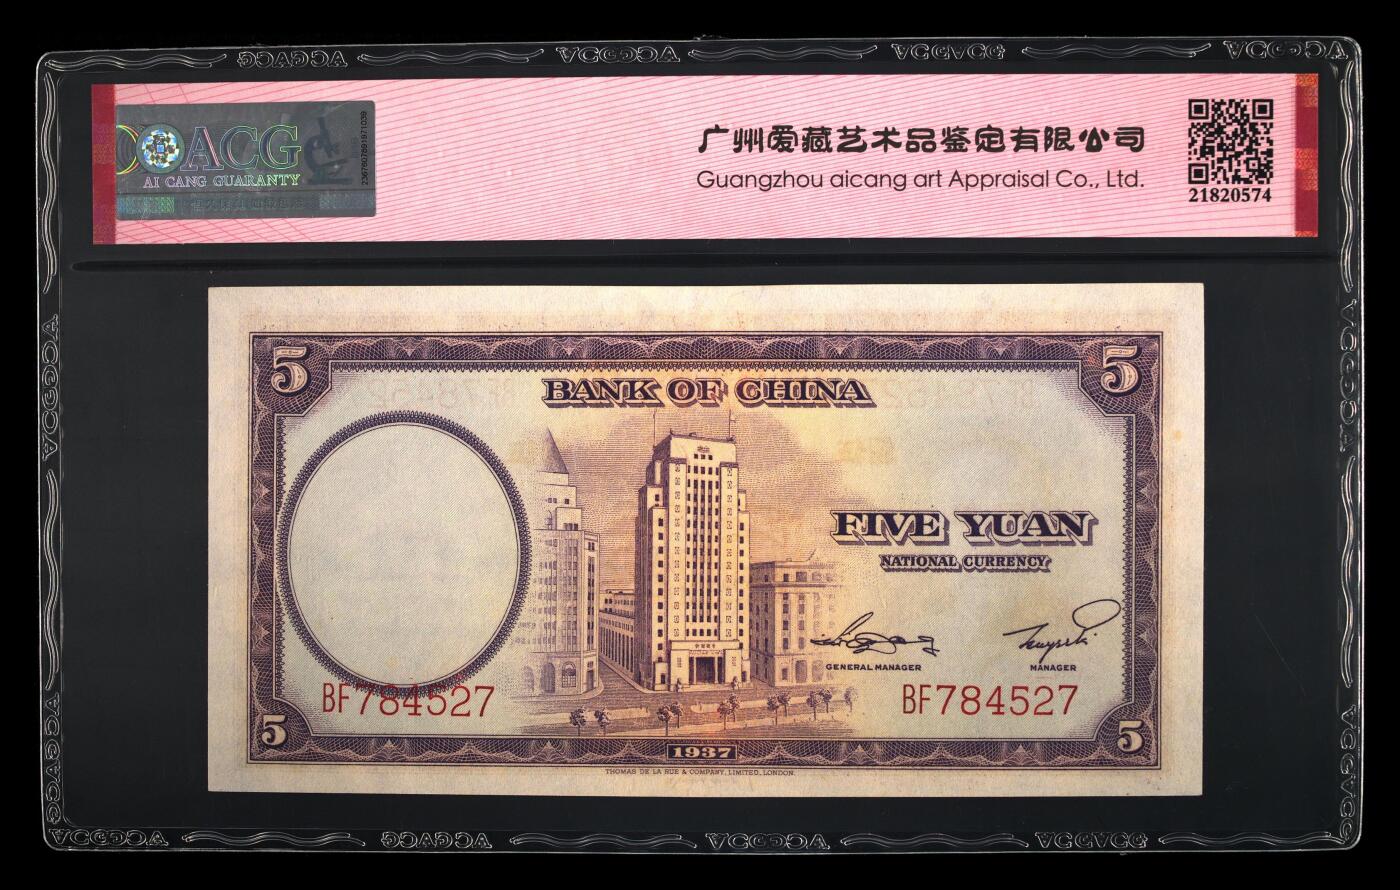 ACG
AI CANG GUARANTY
广州爱藏艺术品鉴定有限公司
Guangzhou aicang art Appraisal Co., Ltd.
21820574
5
5
BANK OF CHINA
FIVE YUAN
NATIONAL CURRENCY
GENERAL MANAGER
MANAGER
BF784527
BF784527
5
1937
5
THOMAS DE LA RUE & COMPANY, LIMITED, LONDON.